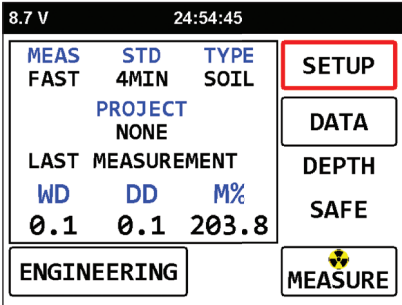 8.7 V 24:54:45
MEAS STD TYPE
FAST 4MIN SOIL
PROJECT
NONE
LAST MEASUREMENT
WD DD M%
0.1 0.1 203.8
ENGINEERING
SETUP
DATA
DEPTH
SAFE
MEASURE